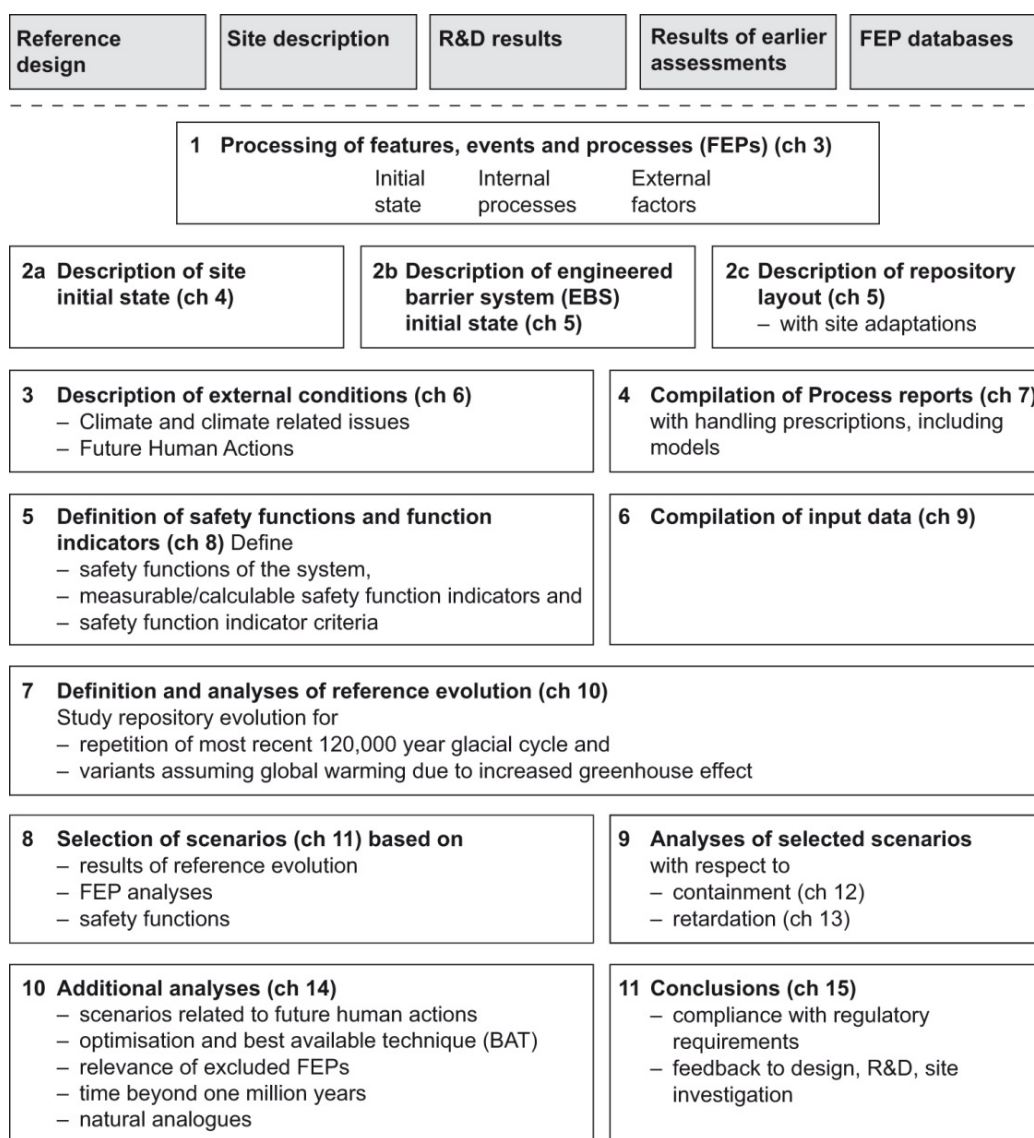 Reference
design
Site description
R&D results
Results of earlier
assessments
FEP databases
1 Processing of features, events and processes (FEPs) (ch 3)
Initial
state
Internal
processes
External
factors
2a Description of site
initial state (ch 4)
2b Description of engineered
barrier system (EBS)
initial state (ch 5)
2c Description of repository
layout (ch 5)
– with site adaptations
3 Description of external conditions (ch 6)
– Climate and climate related issues
– Future Human Actions
4 Compilation of Process reports (ch 7)
with handling prescriptions, including
models
5 Definition of safety functions and function
indicators (ch 8) Define
– safety functions of the system,
– measurable/calculable safety function indicators and
– safety function indicator criteria
6 Compilation of input data (ch 9)
7 Definition and analyses of reference evolution (ch 10)
Study repository evolution for
– repetition of most recent 120,000 year glacial cycle and
– variants assuming global warming due to increased greenhouse effect
8 Selection of scenarios (ch 11) based on
– results of reference evolution
– FEP analyses
– safety functions
9 Analyses of selected scenarios
with respect to
– containment (ch 12)
– retardation (ch 13)
10 Additional analyses (ch 14)
– scenarios related to future human actions
– optimisation and best available technique (BAT)
– relevance of excluded FEPs
– time beyond one million years
– natural analogues
11 Conclusions (ch 15)
– compliance with regulatory
requirements
– feedback to design, R&D, site
investigation